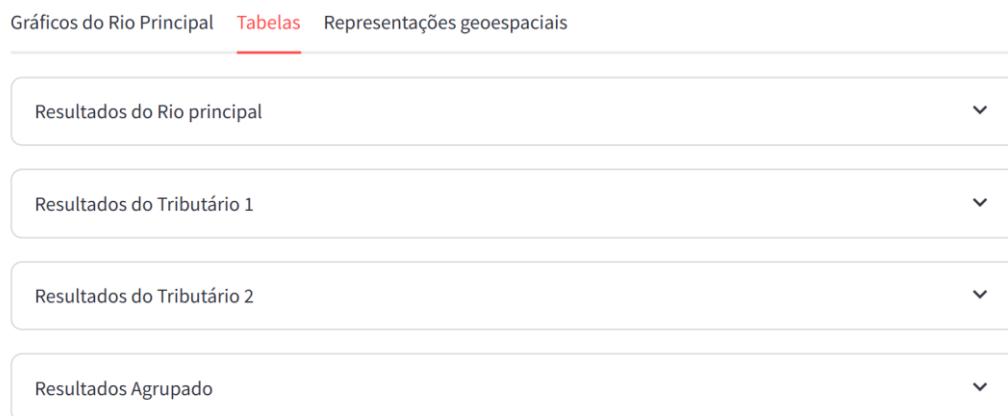 Gráficos do Rio Principal Tabelas Representações geoespaciais
Resultados do Rio principal
Resultados do Tributário 1
Resultados do Tributário 2
Resultados Agrupado